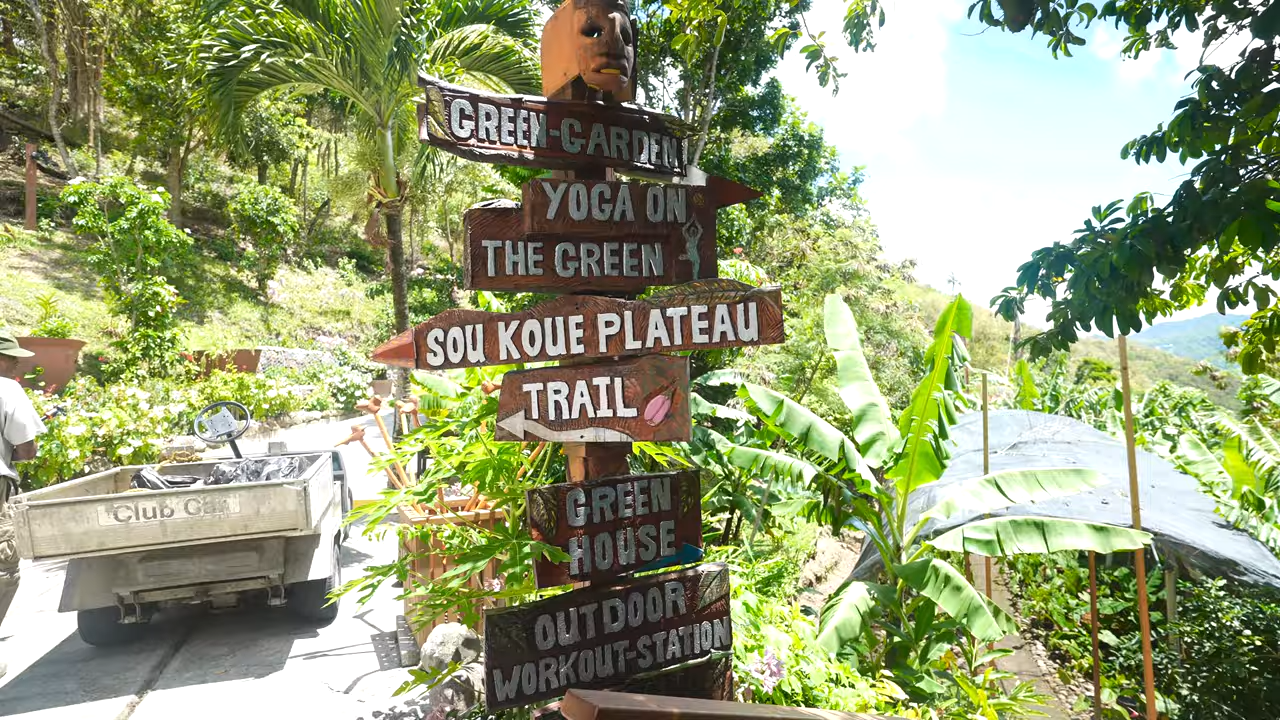 GREEN-GARDEN
YOGA ON
THE GREEN
SOU KOUE PLATEAU
TRAIL
GREEN
HOUSE
OUTDOOR
WORKOUT-STATION
Club Car